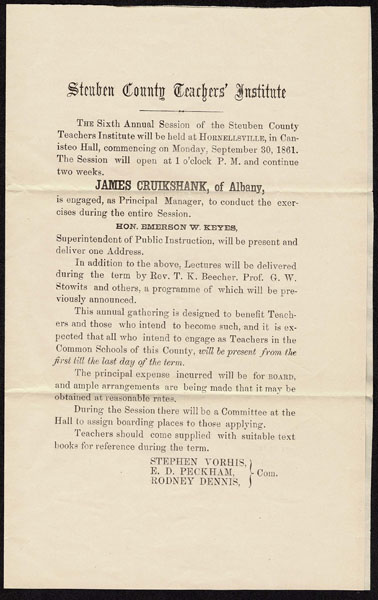 Steuben County Teachers' Institute
THE Sixth Annual Session of the Steuben County
Teachers Institute will be held at HORNELLSVILLE, in Can-
isteo Hall, commencing on Monday, September 30, 1861.
The Session will open at 1 o'clock P. M. and continue
two weeks.
JAMES CRUIKSHANK, of Albany,
is engaged, as Principal Manager, to conduct the exer-
cises during the entire Session.
HON. EMERSON W. KEYES,
Superintendent of Public Instruction, will be present and
deliver one Address.
In addition to the above, Lectures will be delivered
during the term by Rev. T. K. Beecher. Prof. G. W.
Stowits and others, a programme of which will be pre-
viously announced.
This annual gathering is designed to benefit Teach-
ers and those who intend to become such, and it is ex-
pected that all who intend to engage as Teachers in the
Common Schools of this County, will be present from the
first till the last day of the term.
The principal expense incurred will be for BOARD,
and ample arrangements are being made that it may be
obtained at reasonable rates.
During the Session there will be a Committee at the
Hall to assign boarding places to those applying.
Teachers should come supplied with suitable text
books for reference during the term.
STEPHEN VORHIS,
E. D. PECKHAM, } Com.
RODNEY DENNIS,